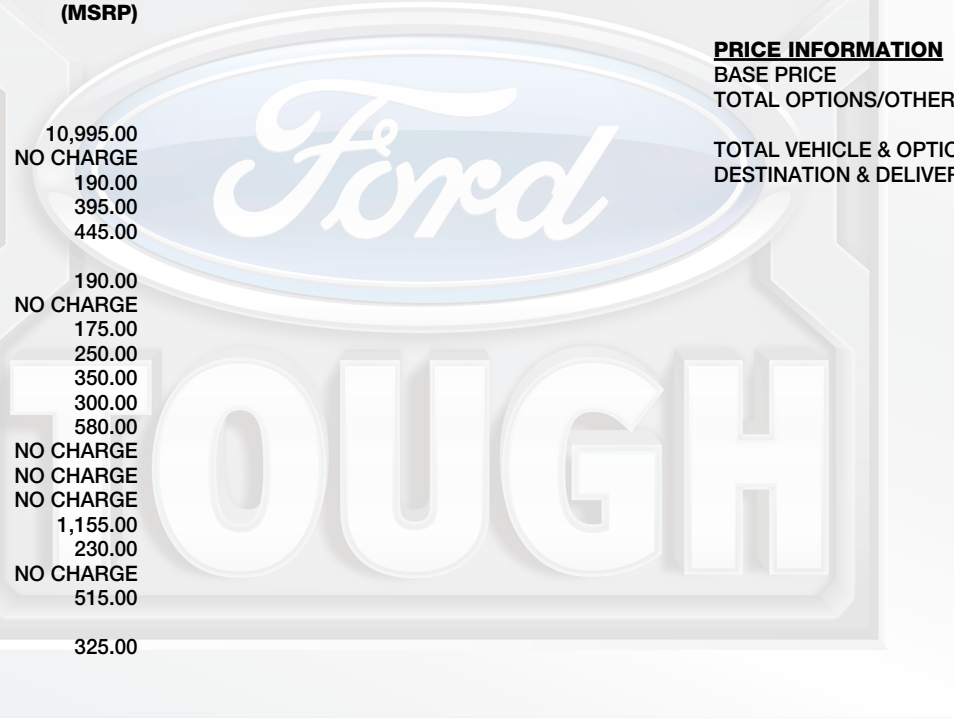 (MSRP)
10,995.00
NO CHARGE
190.00
395.00
445.00
190.00
NO CHARGE
175.00
250.00
350.00
300.00
580.00
NO CHARGE
NO CHARGE
NO CHARGE
1,155.00
230.00
NO CHARGE
515.00
325.00
PRICE INFORMATION
BASE PRICE
TOTAL OPTIONS/OTHER
TOTAL VEHICLE & OPTIO
DESTINATION & DELIVER
Ford
TOUGH